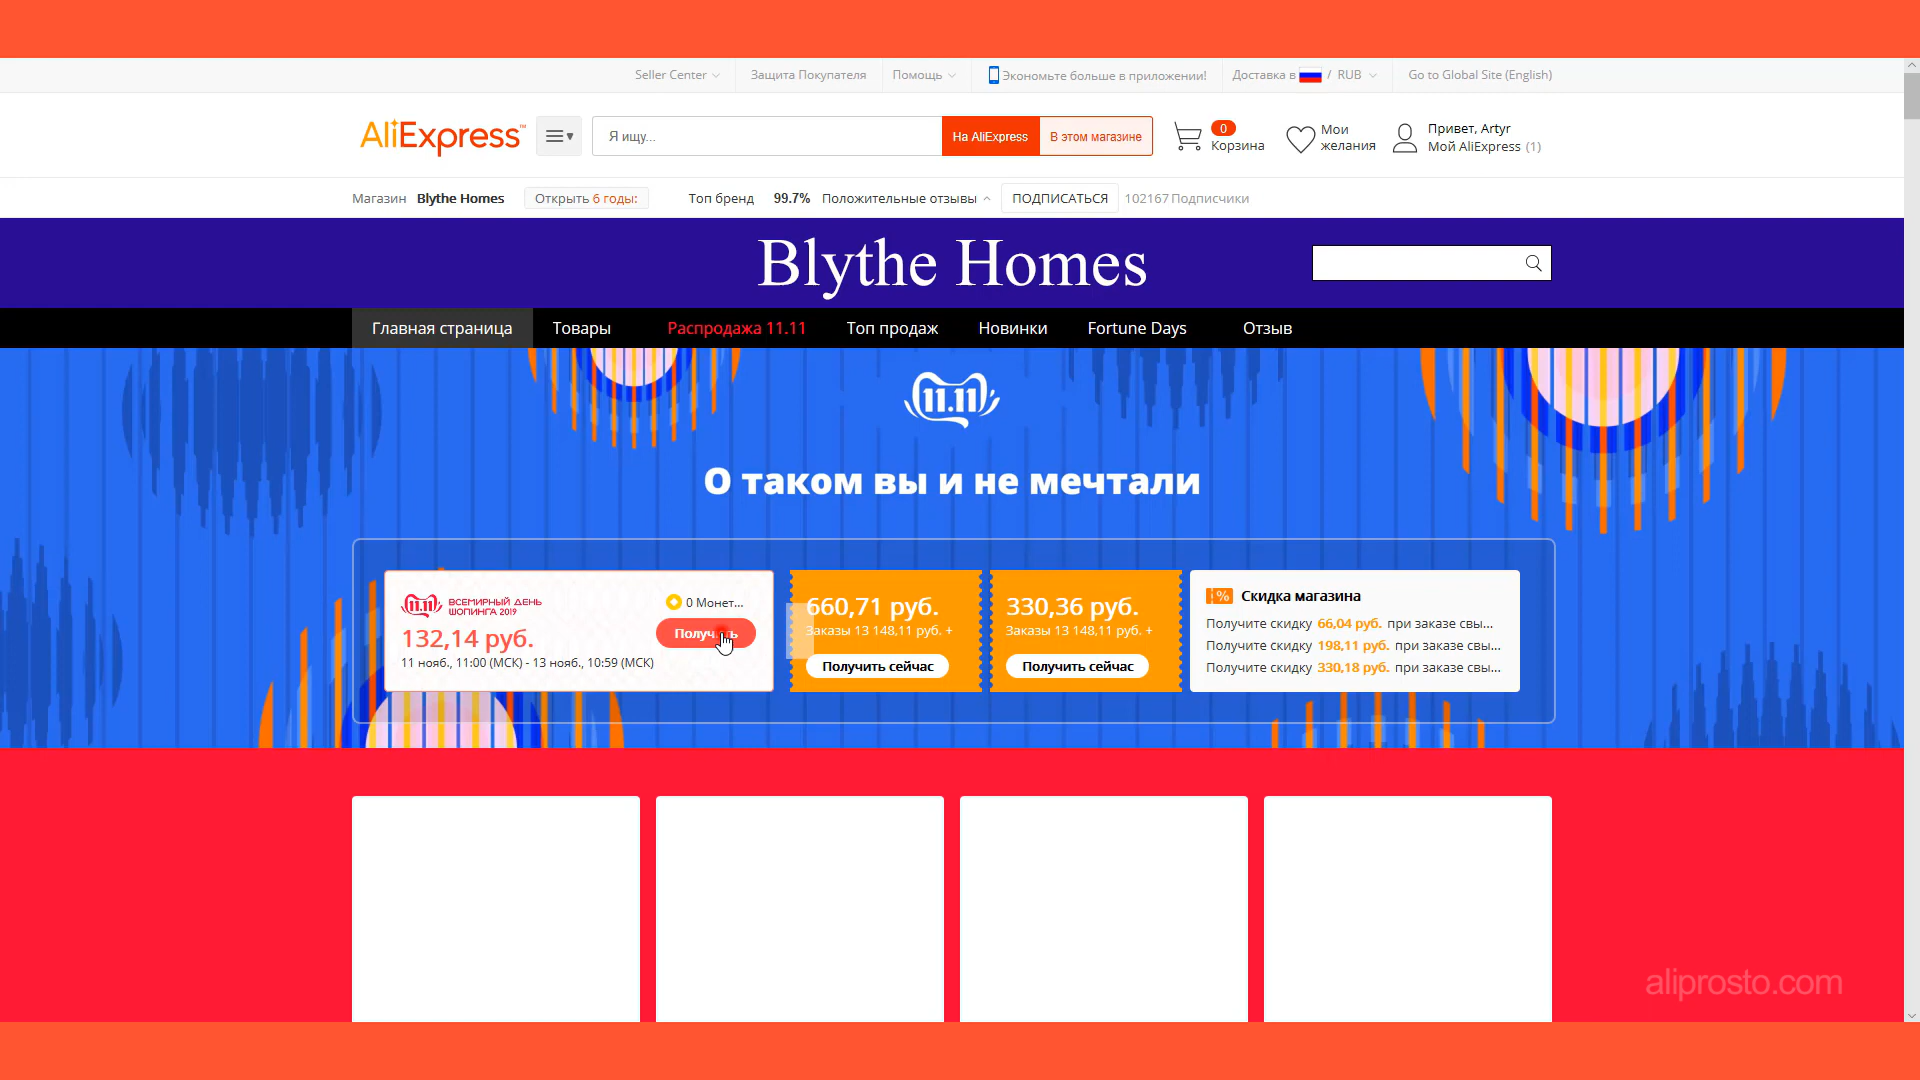 Seller Center
Защита Покупателя
Помощь
Экономьте больше в приложении!
Доставка в / RUB
Go to Global Site (English)
AliExpress™
Я ищу...
На AliExpress
В этом магазине
0
Корзина
Мои
желания
Привет, Artyr
Мой AliExpress (1)
Магазин Blythe Homes
Открыть 6 годы:
Топ бренд
99.7% Положительные отзывы
ПОДПИСАТЬСЯ
102167 Подписчики
Blythe Homes
Главная страница
Товары
Распродажа 11.11
Топ продаж
Новинки
Fortune Days
Отзыв
11.11
О таком вы и не мечтали
11.11 ВСЕМИРНЫЙ ДЕНЬ
ШОПИНГА 2019
0 Монет...
132,14 руб.
11 нояб., 11:00 (МСК) - 13 нояб., 10:59 (МСК)
660,71 руб.
Заказы 13 148,11 руб. +
Получить сейчас
330,36 руб.
Заказы 13 148,11 руб. +
Получить сейчас
% Скидка магазина
Получите скидку 66,04 руб. при заказе свы...
Получите скидку 198,11 руб. при заказе свы...
Получите скидку 330,18 руб. при заказе свы...
aliprosto.com